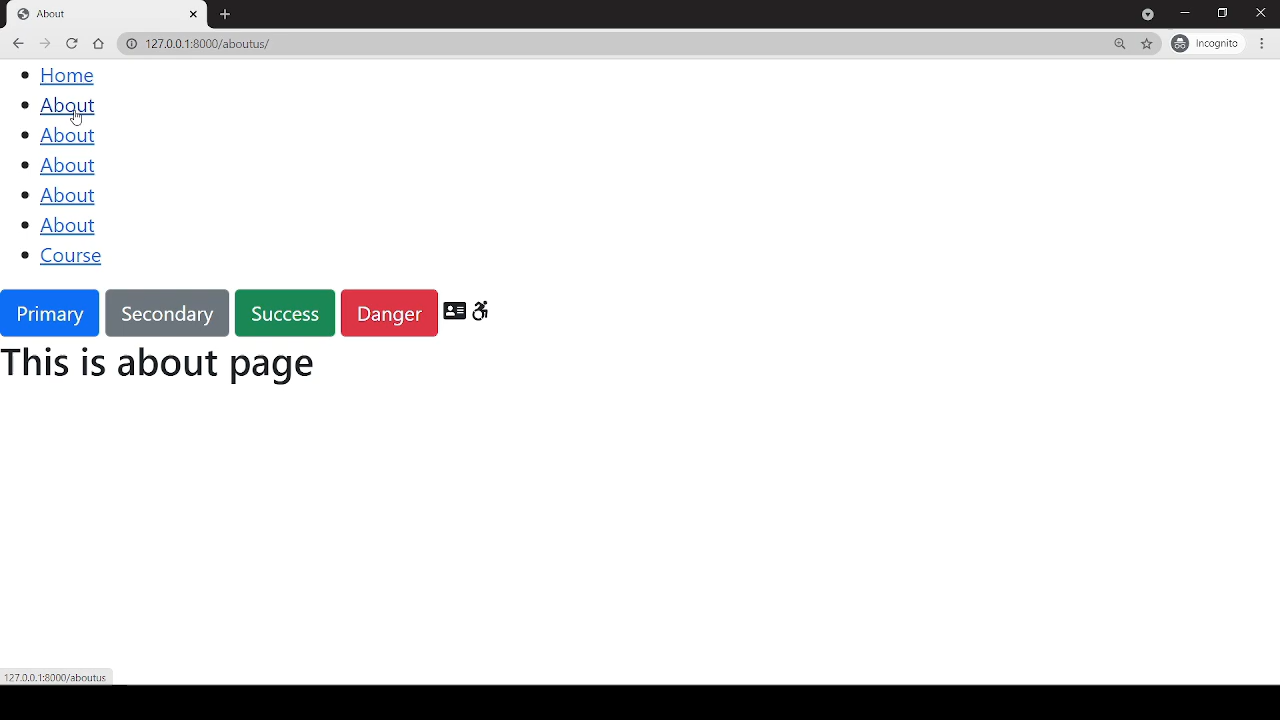 About
127.0.0.1:8000/aboutus/
Incognito
Home
About
About
About
About
About
Course
Primary Secondary Success Danger
This is about page
127.0.0.1:8000/aboutus